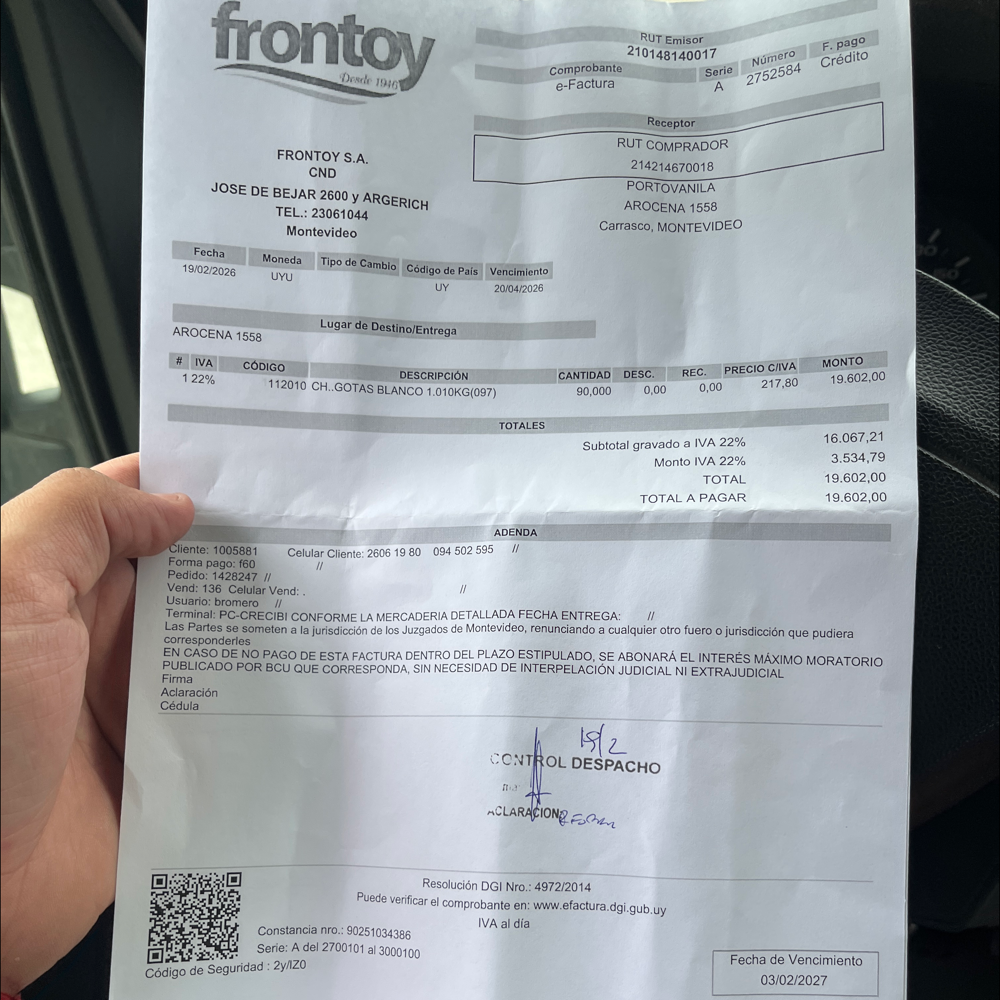 frontoy
Desde 1946
FRONTOY S.A.
CND
JOSE DE BEJAR 2600 y ARGERICH
TEL.: 23061044
Montevideo
RUT Emisor
210148140017
Comprobante Serie Número F. pago
e-Factura A 2752584 Crédito
Receptor
RUT COMPRADOR
214214670018
PORTOVANILA
AROCENA 1558
Carrasco, MONTEVIDEO
Fecha Moneda Tipo de Cambio Código de País Vencimiento
19/02/2026 UYU UY 20/04/2026
Lugar de Destino/Entrega
AROCENA 1558
# IVA CÓDIGO DESCRIPCIÓN CANTIDAD DESC. REC. PRECIO C/IVA MONTO
1 22% 112010 CH..GOTAS BLANCO 1.010KG(097) 90,000 0,00 0,00 217,80 19.602,00
TOTALES
Subtotal gravado a IVA 22% 16.067,21
Monto IVA 22% 3.534,79
TOTAL 19.602,00
TOTAL A PAGAR 19.602,00
ADENDA
Cliente: 1005881 Celular Cliente: 2606 19 80 094 502 595 //
Forma pago: f60 //
Pedido: 1428247 //
Vend: 136 Celular Vend: . //
Usuario: bromero //
Terminal: PC-CRECIBI CONFORME LA MERCADERIA DETALLADA FECHA ENTREGA: //
Las Partes se someten a la jurisdicción de los Juzgados de Montevideo, renunciando a cualquier otro fuero o jurisdicción que pudiera
corresponderles
EN CASO DE NO PAGO DE ESTA FACTURA DENTRO DEL PLAZO ESTIPULADO, SE ABONARÁ EL INTERÉS MÁXIMO MORATORIO
PUBLICADO POR BCU QUE CORRESPONDA, SIN NECESIDAD DE INTERPELACIÓN JUDICIAL NI EXTRAJUDICIAL
Firma
Aclaración
Cédula
CONTROL DESPACHO
ACLARACION
Resolución DGI Nro.: 4972/2014
Puede verificar el comprobante en: www.efactura.dgi.gub.uy
IVA al día
Constancia nro.: 90251034386
Serie: A del 2700101 al 3000100
Código de Seguridad : 2y/IZ0
Fecha de Vencimiento
03/02/2027